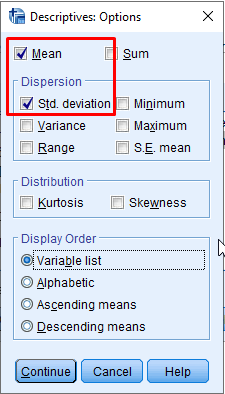 Descriptives: Options
Mean Sum
Dispersion
Std. deviation Minimum
Variance Maximum
Range S.E. mean
Distribution
Kurtosis Skewness
Display Order
Variable list
Alphabetic
Ascending means
Descending means
Continue Cancel Help